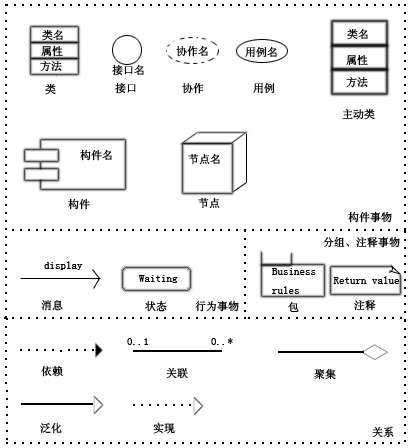 类名
属性
方法
类
接口名
接口
协作名
协作
用例名
用例
类名
属性
方法
主动类
构件名
构件
节点名
节点
构件事物
display
消息
Waiting
状态
行为事物
分组、注释事物
Business
rules
包
Return value
注释
依赖
0..1
0..*
关联
聚集
泛化
实现
关系